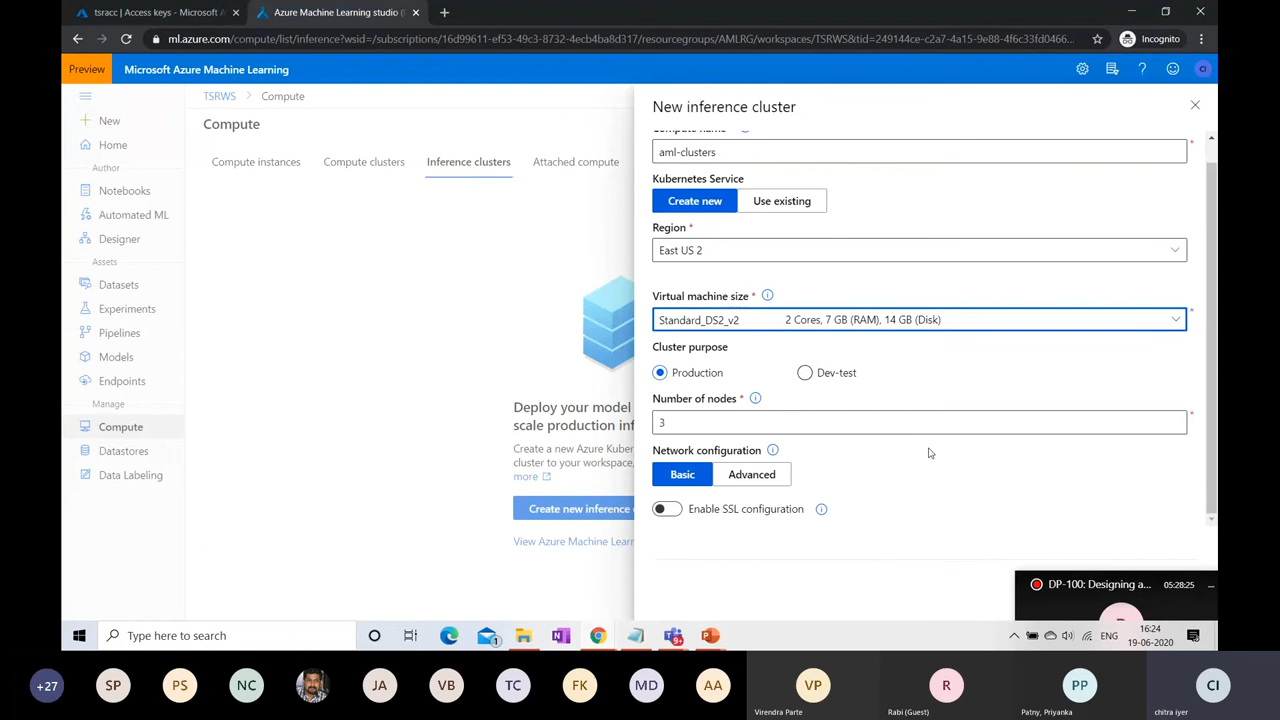 tsracc | Access keys - Microsoft A
Azure Machine Learning studio (
ml.azure.com/compute/list/inference?wsid=/subscriptions/16d99611-ef53-49c3-8732-4ecb4ba8d317/resourcegroups/AMLRG/workspaces/TSRWS&tid=249144ce-c2a7-4a15-9e88-4f6c33fd0466...
Incognito
Preview
Microsoft Azure Machine Learning
CI
New
Home
Author
Notebooks
Automated ML
Designer
Assets
Datasets
Experiments
Pipelines
Models
Endpoints
Manage
Compute
Datastores
Data Labeling
TSRWS > Compute
Compute
Compute instances
Compute clusters
Inference clusters
Attached compute
Deploy your model
scale production inf
Create a new Azure Kuber
cluster to your workspace,
more
Create new inference
View Azure Machine Learn
New inference cluster
Compute name
aml-clusters
Kubernetes Service
Create new
Use existing
Region *
East US 2
Virtual machine size *
Standard_DS2_v2 2 Cores, 7 GB (RAM), 14 GB (Disk)
Cluster purpose
Production
Dev-test
Number of nodes *
3
Network configuration
Basic
Advanced
Enable SSL configuration
DP-100: Designing a...
05:28:25
Type here to search
1
9+
ENG
16:24
19-06-2020
+27
SP
PS
NC
JA
VB
TC
FK
MD
AA
VP
Virendra Parte
R
Rabi (Guest)
PP
Patny, Priyanka
CI
chitra iyer